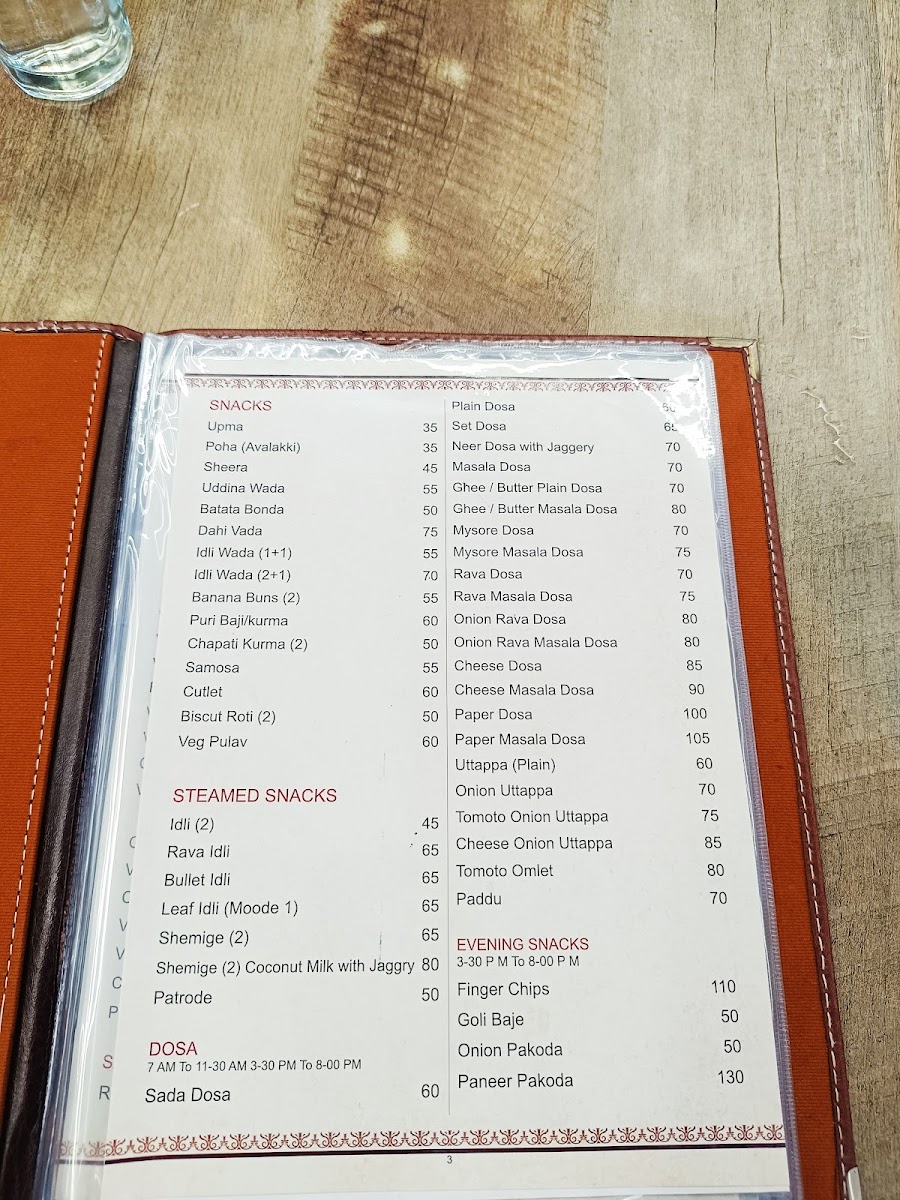 SNACKS
Upma 35
Poha (Avalakki) 35
Sheera 45
Uddina Wada 55
Batata Bonda 50
Dahi Vada 75
Idli Wada (1+1) 55
Idli Wada (2+1) 70
Banana Buns (2) 55
Puri Baji/kurma 60
Chapati Kurma (2) 50
Samosa 55
Cutlet 60
Biscut Roti (2) 50
Veg Pulav 60
STEAMED SNACKS
Idli (2) 45
Rava Idli 65
Bullet Idli 65
Leaf Idli (Moode 1) 65
Shemige (2) 65
Shemige (2) Coconut Milk with Jaggry 80
Patrode 50
DOSA
7 AM To 11-30 AM 3-30 PM To 8-00 PM
Sada Dosa 60
Plain Dosa
Set Dosa 65
Neer Dosa with Jaggery 70
Masala Dosa 70
Ghee / Butter Plain Dosa 70
Ghee / Butter Masala Dosa 80
Mysore Dosa 70
Mysore Masala Dosa 75
Rava Dosa 70
Rava Masala Dosa 75
Onion Rava Dosa 80
Onion Rava Masala Dosa 80
Cheese Dosa 85
Cheese Masala Dosa 90
Paper Dosa 100
Paper Masala Dosa 105
Uttappa (Plain) 60
Onion Uttappa 70
Tomoto Onion Uttappa 75
Cheese Onion Uttappa 85
Tomoto Omlet 80
Paddu 70
EVENING SNACKS
3-30 P M To 8-00 P M
Finger Chips 110
Goli Baje 50
Onion Pakoda 50
Paneer Pakoda 130
3